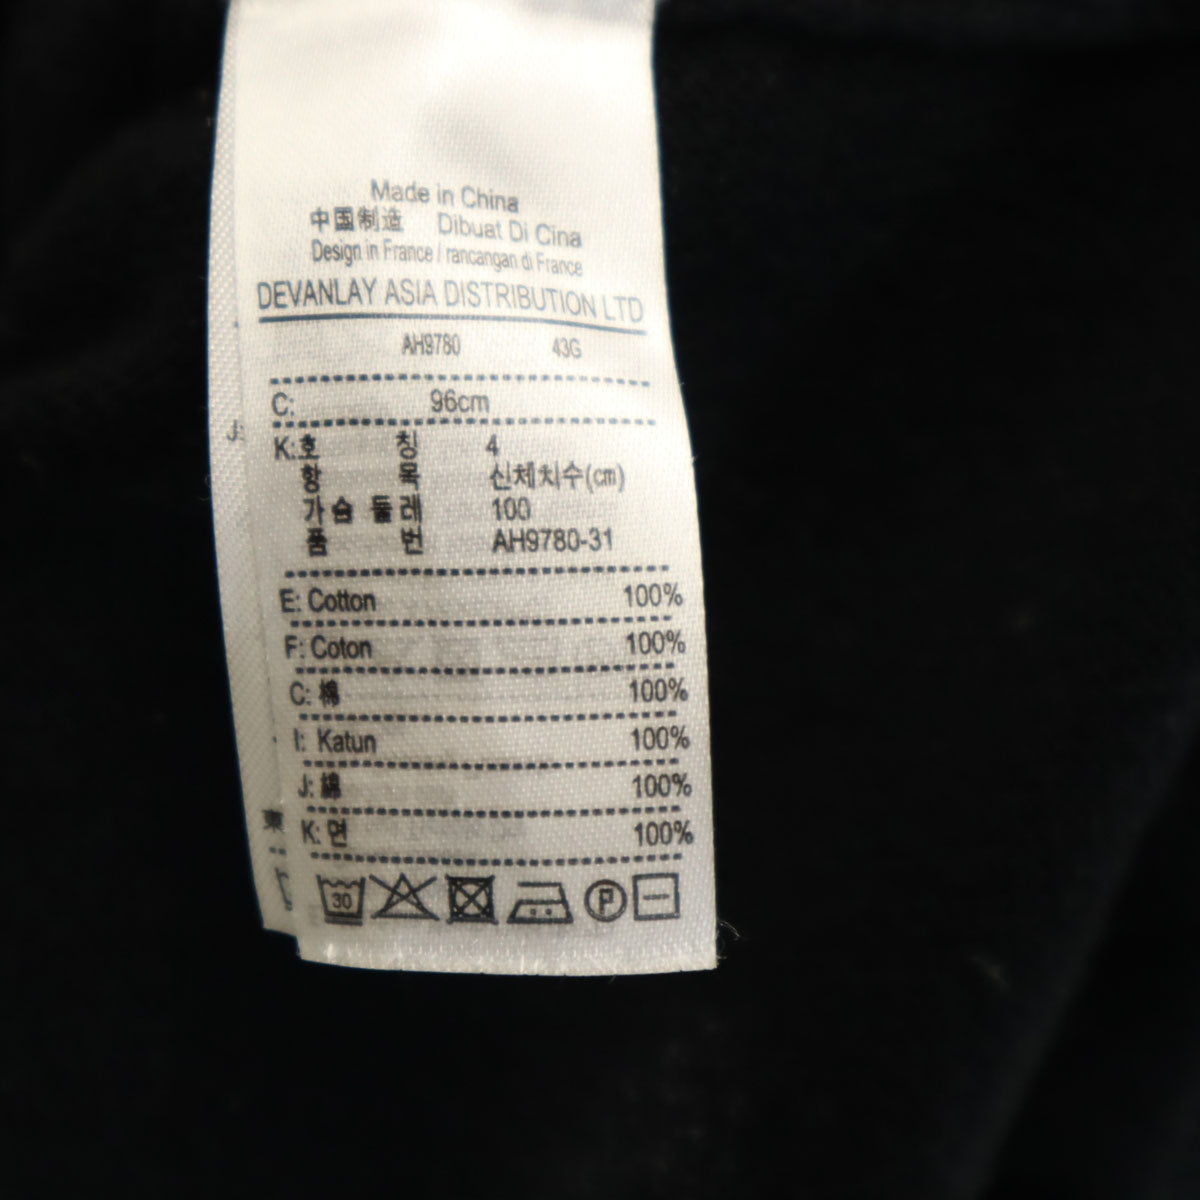 Made in China
中国制造 Dibuat Di Cina
Design in France / rancangan di France
DEVANLAY ASIA DISTRIBUTION LTD
AH9780 43G
C: 96cm
K:호 칭 4
항 목 신체치수(cm)
가슴 둘레 100
품 번 AH9780-31
E: Cotton 100%
F: Coton 100%
C: 棉 100%
I: Katun 100%
J: 綿 100%
K: 면 100%
30 P
J:
東